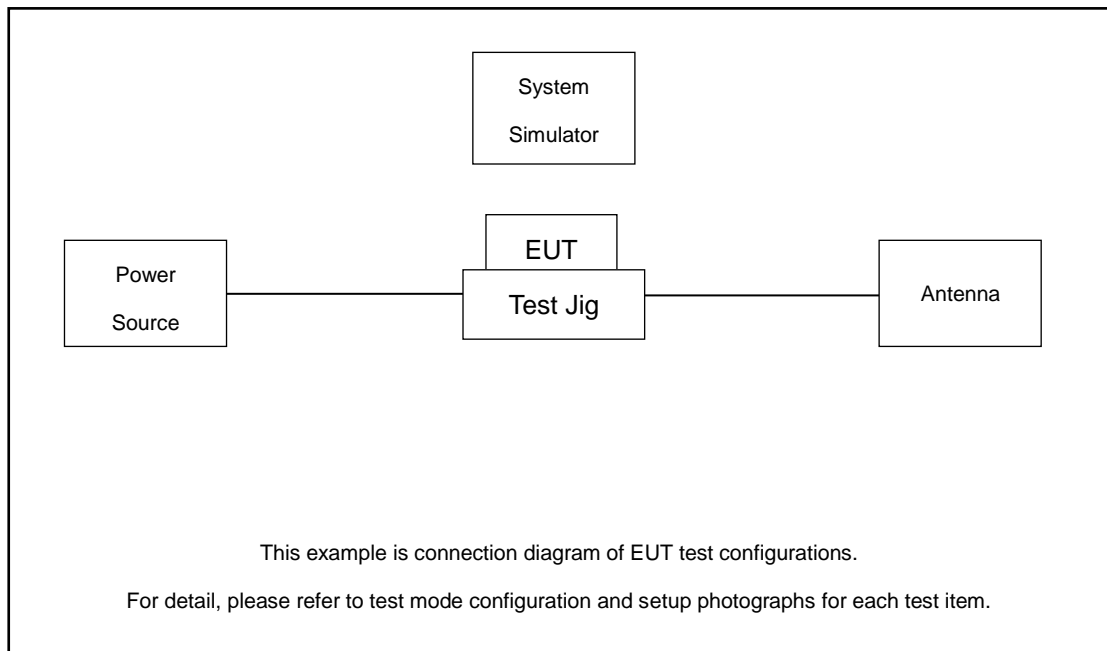 System
Simulator
EUT
Power
Source
Test Jig
Antenna
This example is connection diagram of EUT test configurations.
For detail, please refer to test mode configuration and setup photographs for each test item.